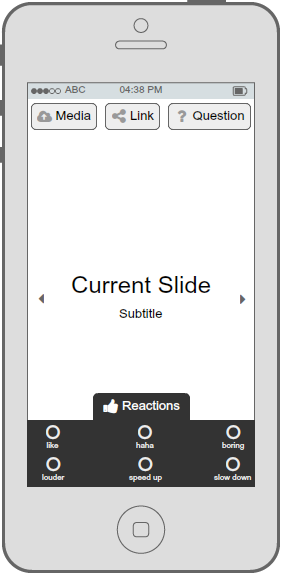 ABC 04:38 PM
Media Link ? Question
Current Slide
Subtitle
Reactions
like haha boring
louder speed up slow down